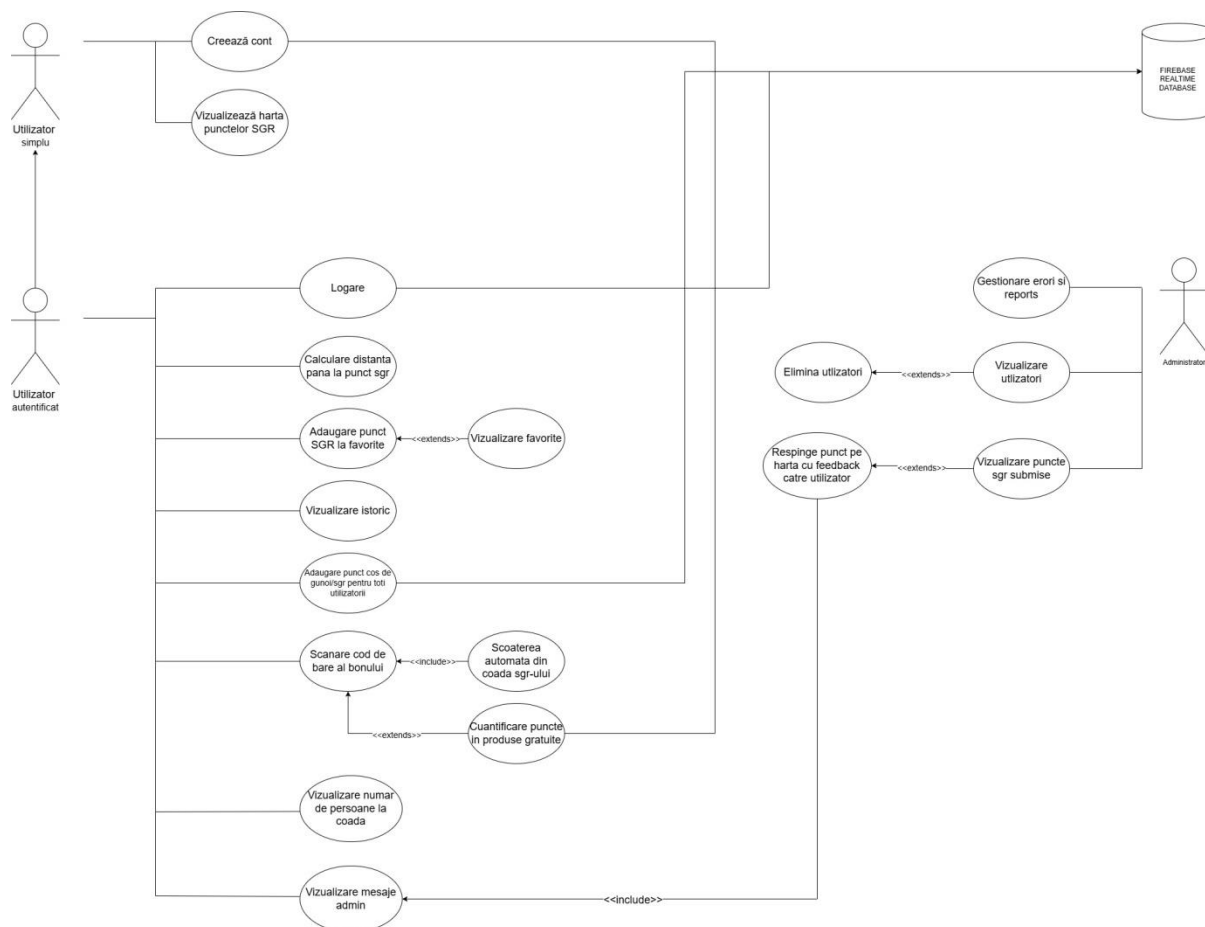 Creează cont
Vizualizează harta
punctelor SGR
Utilizator
simplu
FIREBASE
REALTIME
DATABASE
Logare
Calculare distanta
pana la punct sgr
Adaugare punct
SGR la favorite
<<extends>>
Vizualizare favorite
Vizualizare istoric
Adaugare punct cos de
gunoi/sgr pentru toti
utilizatorii
Scanare cod de
bare al bonului
<<include>>
Scoaterea
automata din
coada sgr-ului
<<extends>>
Cuantificare puncte
in produse gratuite
Vizualizare numar
de persoane la
coada
Vizualizare mesaje
admin
<<include>>
Utilizator
autentificat
Gestionare erori si
reports
Elimina utlizatori
<<extends>>
Vizualizare
utlizatori
Respinge punct pe
harta cu feedback
catre utilizator
<<extends>>
Vizualizare puncte
sgr submise
Administrator